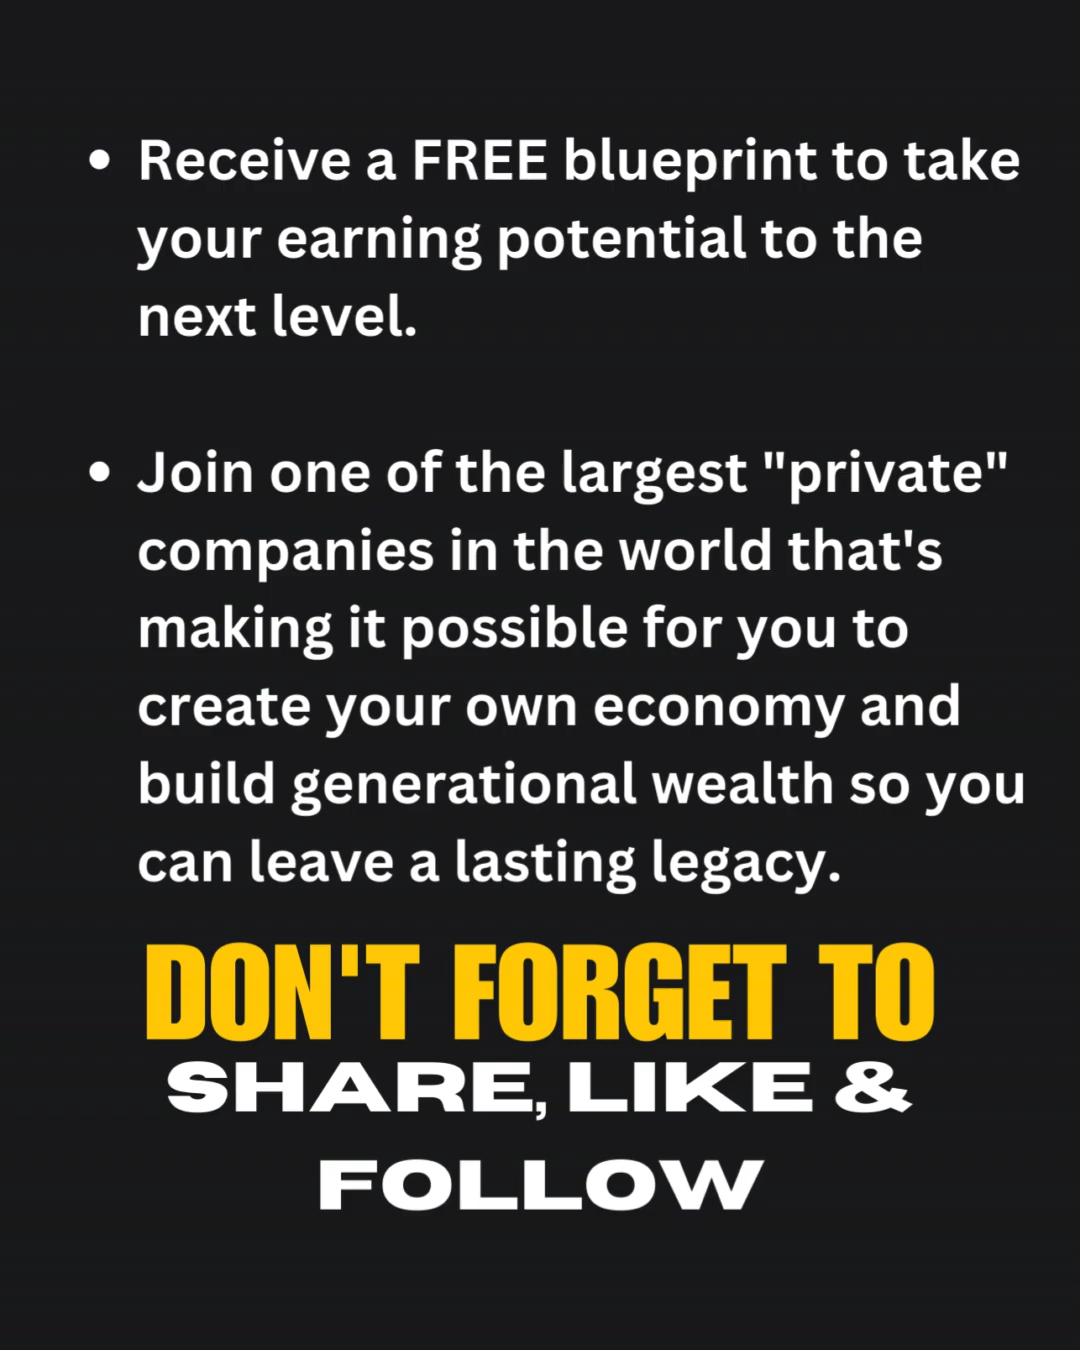 • Receive a FREE blueprint to take
your earning potential to the
next level.
• Join one of the largest "private"
companies in the world that's
making it possible for you to
create your own economy and
build generational wealth so you
can leave a lasting legacy.
DON'T FORGET TO
SHARE, LIKE &
FOLLOW